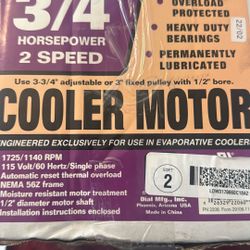 3/4
HORSEPOWER
2 SPEED
OVERLOAD
PROTECTED
HEAVY DUTY
BEARINGS
PERMANENTLY
LUBRICATED
22/02
Use 3-3/4" adjustable or 3" fixed pulley with 1/2" bore.
COOLER MOTOR
ENGINEERED EXCLUSIVELY FOR USE IN EVAPORATIVE COOLERS
1725/1140 RPM
115 Volt/60 Hertz/Single phase
Automatic reset thermal overload
NEMA 56Z frame
Moisture resistant motor treatment
1/2" diameter motor shaft
Installation instructions enclosed
Dial Mfg., Inc.
Phoenix, Arizona USA
Made in China
SORT
2